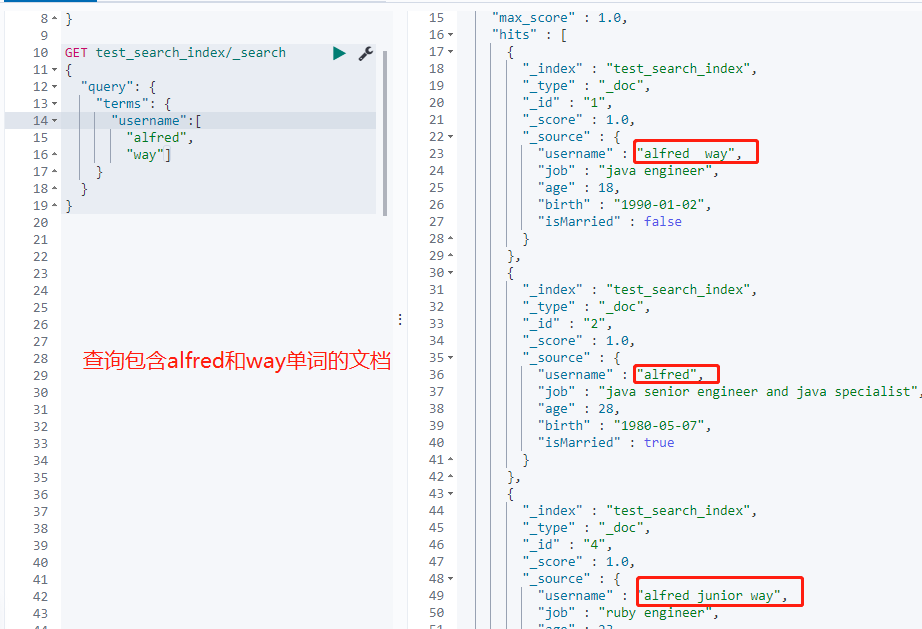 8 }
9
10 GET test_search_index/_search
11 {
12 "query": {
13 "terms": {
14 "username":[
15 "alfred",
16 "way"]
17 }
18 }
19 }
20
21
22
23
24
25
26
27
28
29
30
31
32
33
34
35
36
37
38
39
40
41
42
43
查询包含alfred和way单词的文档
15 "max_score" : 1.0,
16 "hits" : [
17 {
18 "_index" : "test_search_index",
19 "_type" : "_doc",
20 "_id" : "1",
21 "_score" : 1.0,
22 "_source" : {
23 "username" : "alfred  way",
24 "job" : "java engineer",
25 "age" : 18,
26 "birth" : "1990-01-02",
27 "isMarried" : false
28 }
29 },
30 {
31 "_index" : "test_search_index",
32 "_type" : "_doc",
33 "_id" : "2",
34 "_score" : 1.0,
35 "_source" : {
36 "username" : "alfred",
37 "job" : "java senior engineer and java specialist",
38 "age" : 28,
39 "birth" : "1980-05-07",
40 "isMarried" : true
41 }
42 },
43 {
44 "_index" : "test_search_index",
45 "_type" : "_doc",
46 "_id" : "4",
47 "_score" : 1.0,
48 "_source" : {
49 "username" : "alfred junior way",
50 "job" : "ruby engineer",